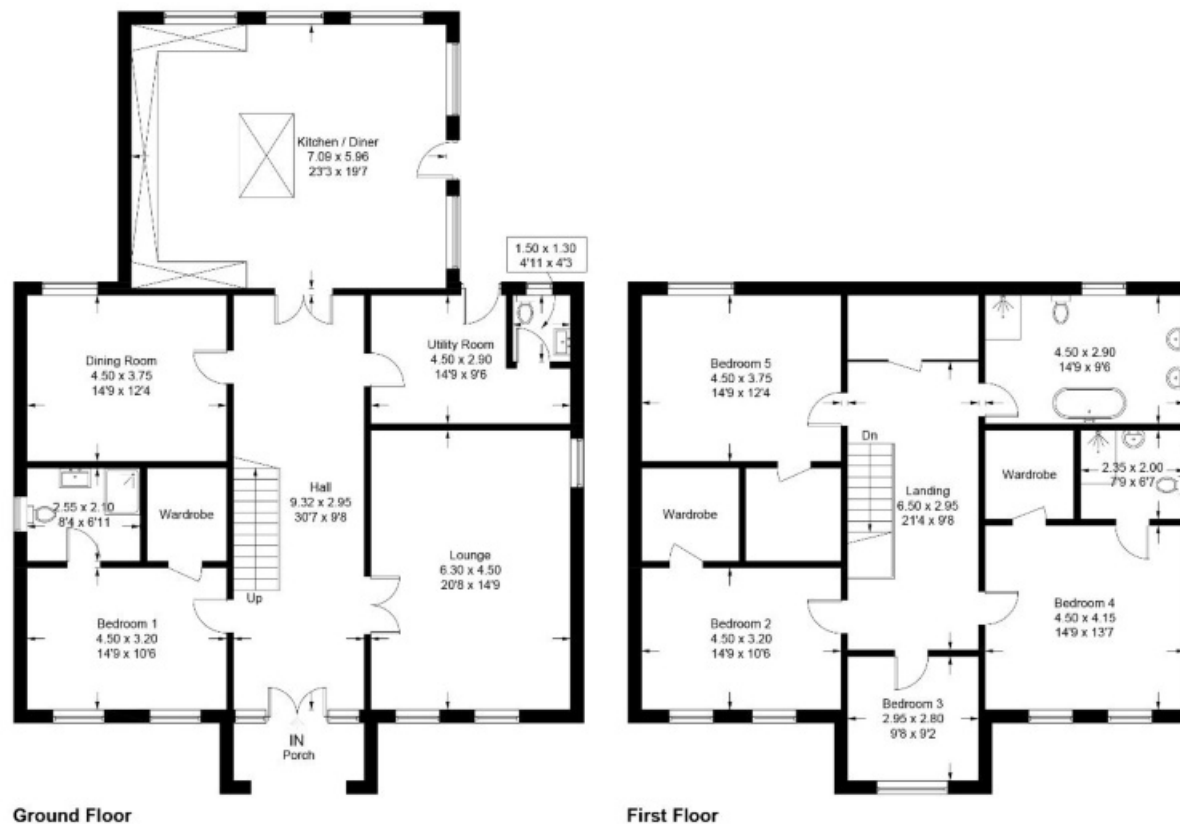 Kitchen / Diner
7.09 x 5.96
23'3 x 19'7
1.50 x 1.30
4'11 x 4'3
Dining Room
4.50 x 3.75
14'9 x 12'4
Utility Room
4.50 x 2.90
14'9 x 9'6
2.55 x 2.10
8'4 x 6'11
Wardrobe
Hall
9.32 x 2.95
30'7 x 9'8
Up
Lounge
6.30 x 4.50
20'8 x 14'9
Bedroom 1
4.50 x 3.20
14'9 x 10'6
IN
Porch
Ground Floor
Bedroom 5
4.50 x 3.75
14'9 x 12'4
4.50 x 2.90
14'9 x 9'6
Dn
Wardrobe
Landing
6.50 x 2.95
21'4 x 9'8
Wardrobe
2.35 x 2.00
7'9 x 6'7
Bedroom 2
4.50 x 3.20
14'9 x 10'6
Bedroom 4
4.50 x 4.15
14'9 x 13'7
Bedroom 3
2.95 x 2.80
9'8 x 9'2
First Floor